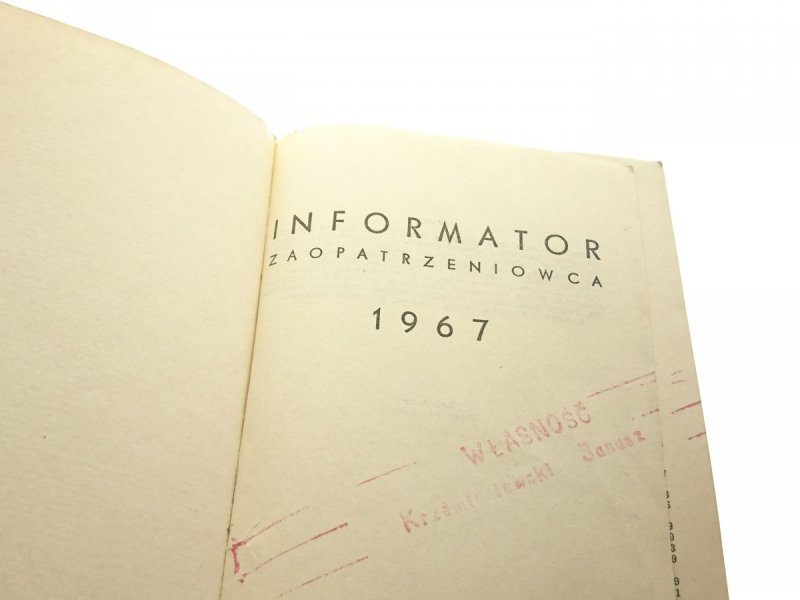 INFORMATOR
ZAOPATRZENIOWCA
1967
WŁASNOŚĆ
Janusz